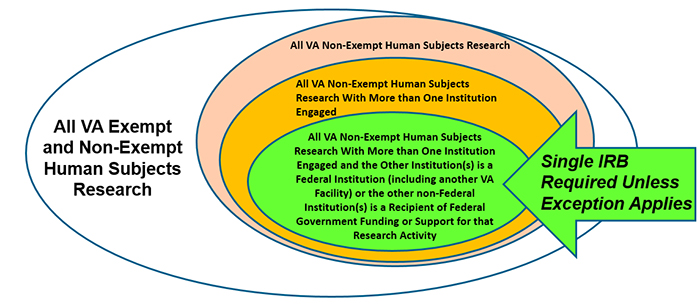 All VA Exempt
and Non-Exempt
Human Subjects
Research
All VA Non-Exempt Human Subjects Research
All VA Non-Exempt Human Subjects
Research With More than One Institution
Engaged
All VA Non-Exempt Human Subjects
Research With More than One Institution
Engaged and the Other Institution(s) is a
Federal Institution (including another VA
Facility) or the other non-Federal
Institution(s) is a Recipient of Federal
Government Funding or Support for that
Research Activity
Single IRB
Required Unless
Exception Applies